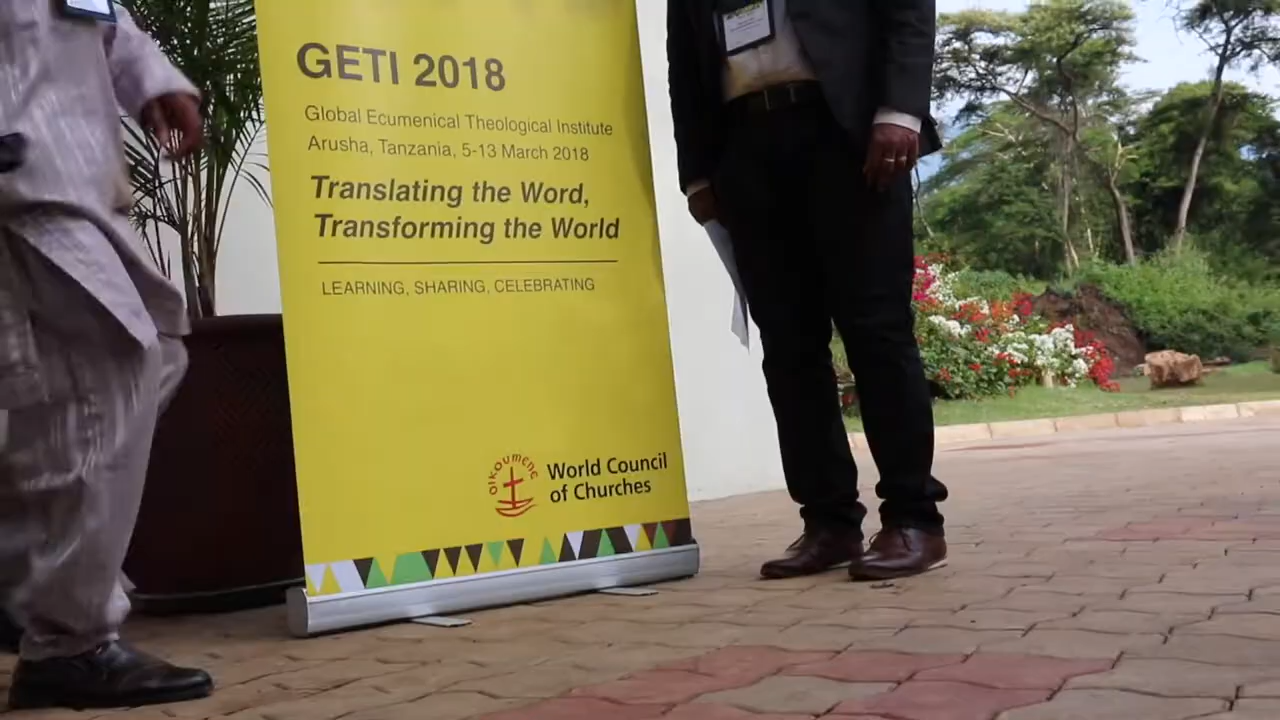 GETI 2018
Global Ecumenical Theological Institute
Arusha, Tanzania, 5-13 March 2018
Translating the Word,
Transforming the World
LEARNING, SHARING, CELEBRATING
OIKOUMENE
World Council
of Churches